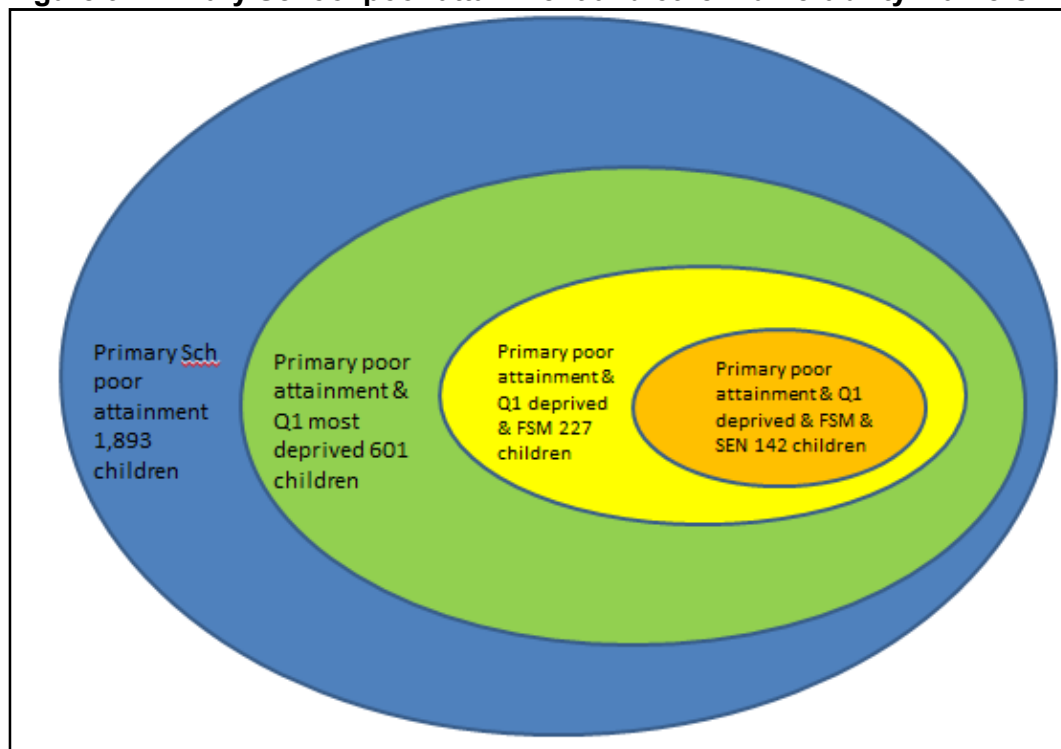 Primary Sch
poor
attainment
1,893
children
Primary poor
attainment &
Q1 most
deprived 601
children
Primary poor
attainment &
Q1 deprived
& FSM 227
children
Primary poor
attainment & Q1
deprived & FSM &
SEN 142 children